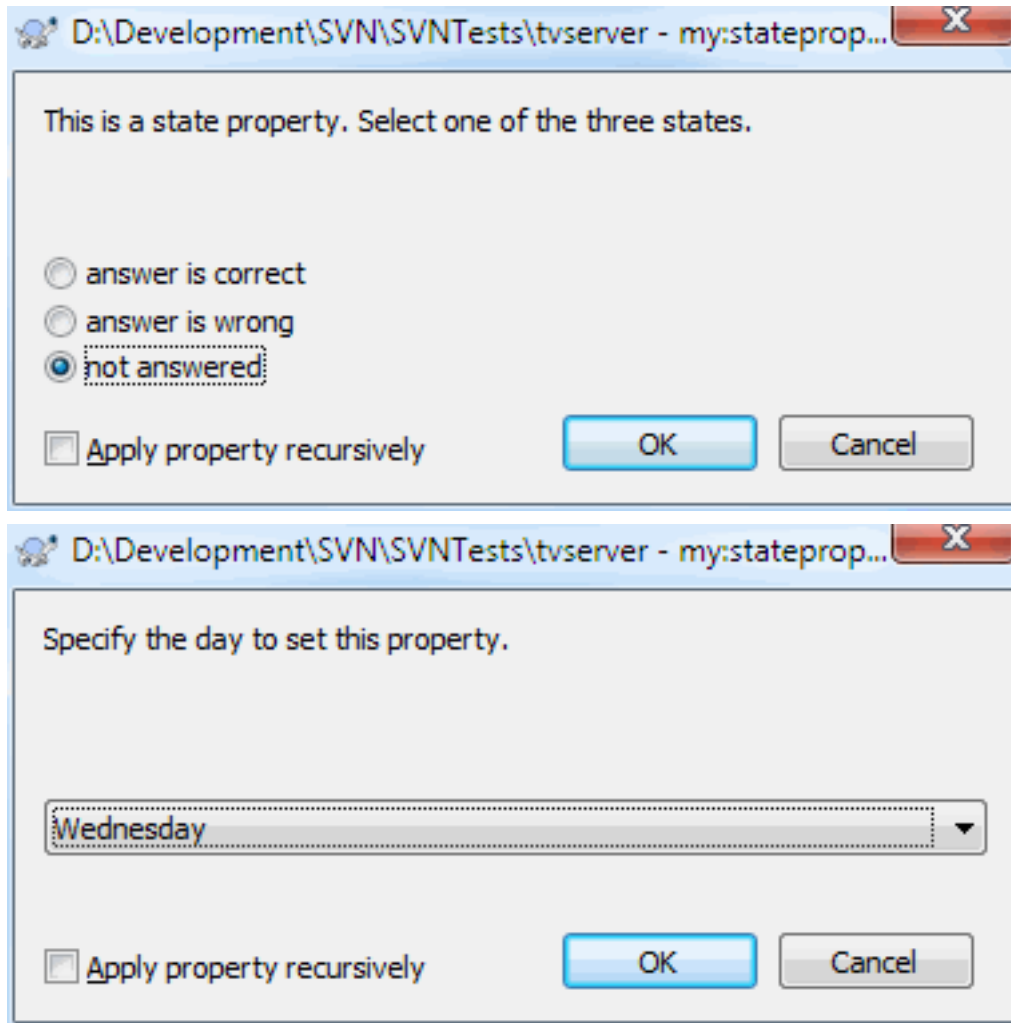 D:\Development\SVN\SVNTests\tvserver - my:stateprop...
This is a state property. Select one of the three states.
answer is correct
answer is wrong
not answered
Apply property recursively
OK
Cancel
D:\Development\SVN\SVNTests\tvserver - my:stateprop...
Specify the day to set this property.
Wednesday
Apply property recursively
OK
Cancel